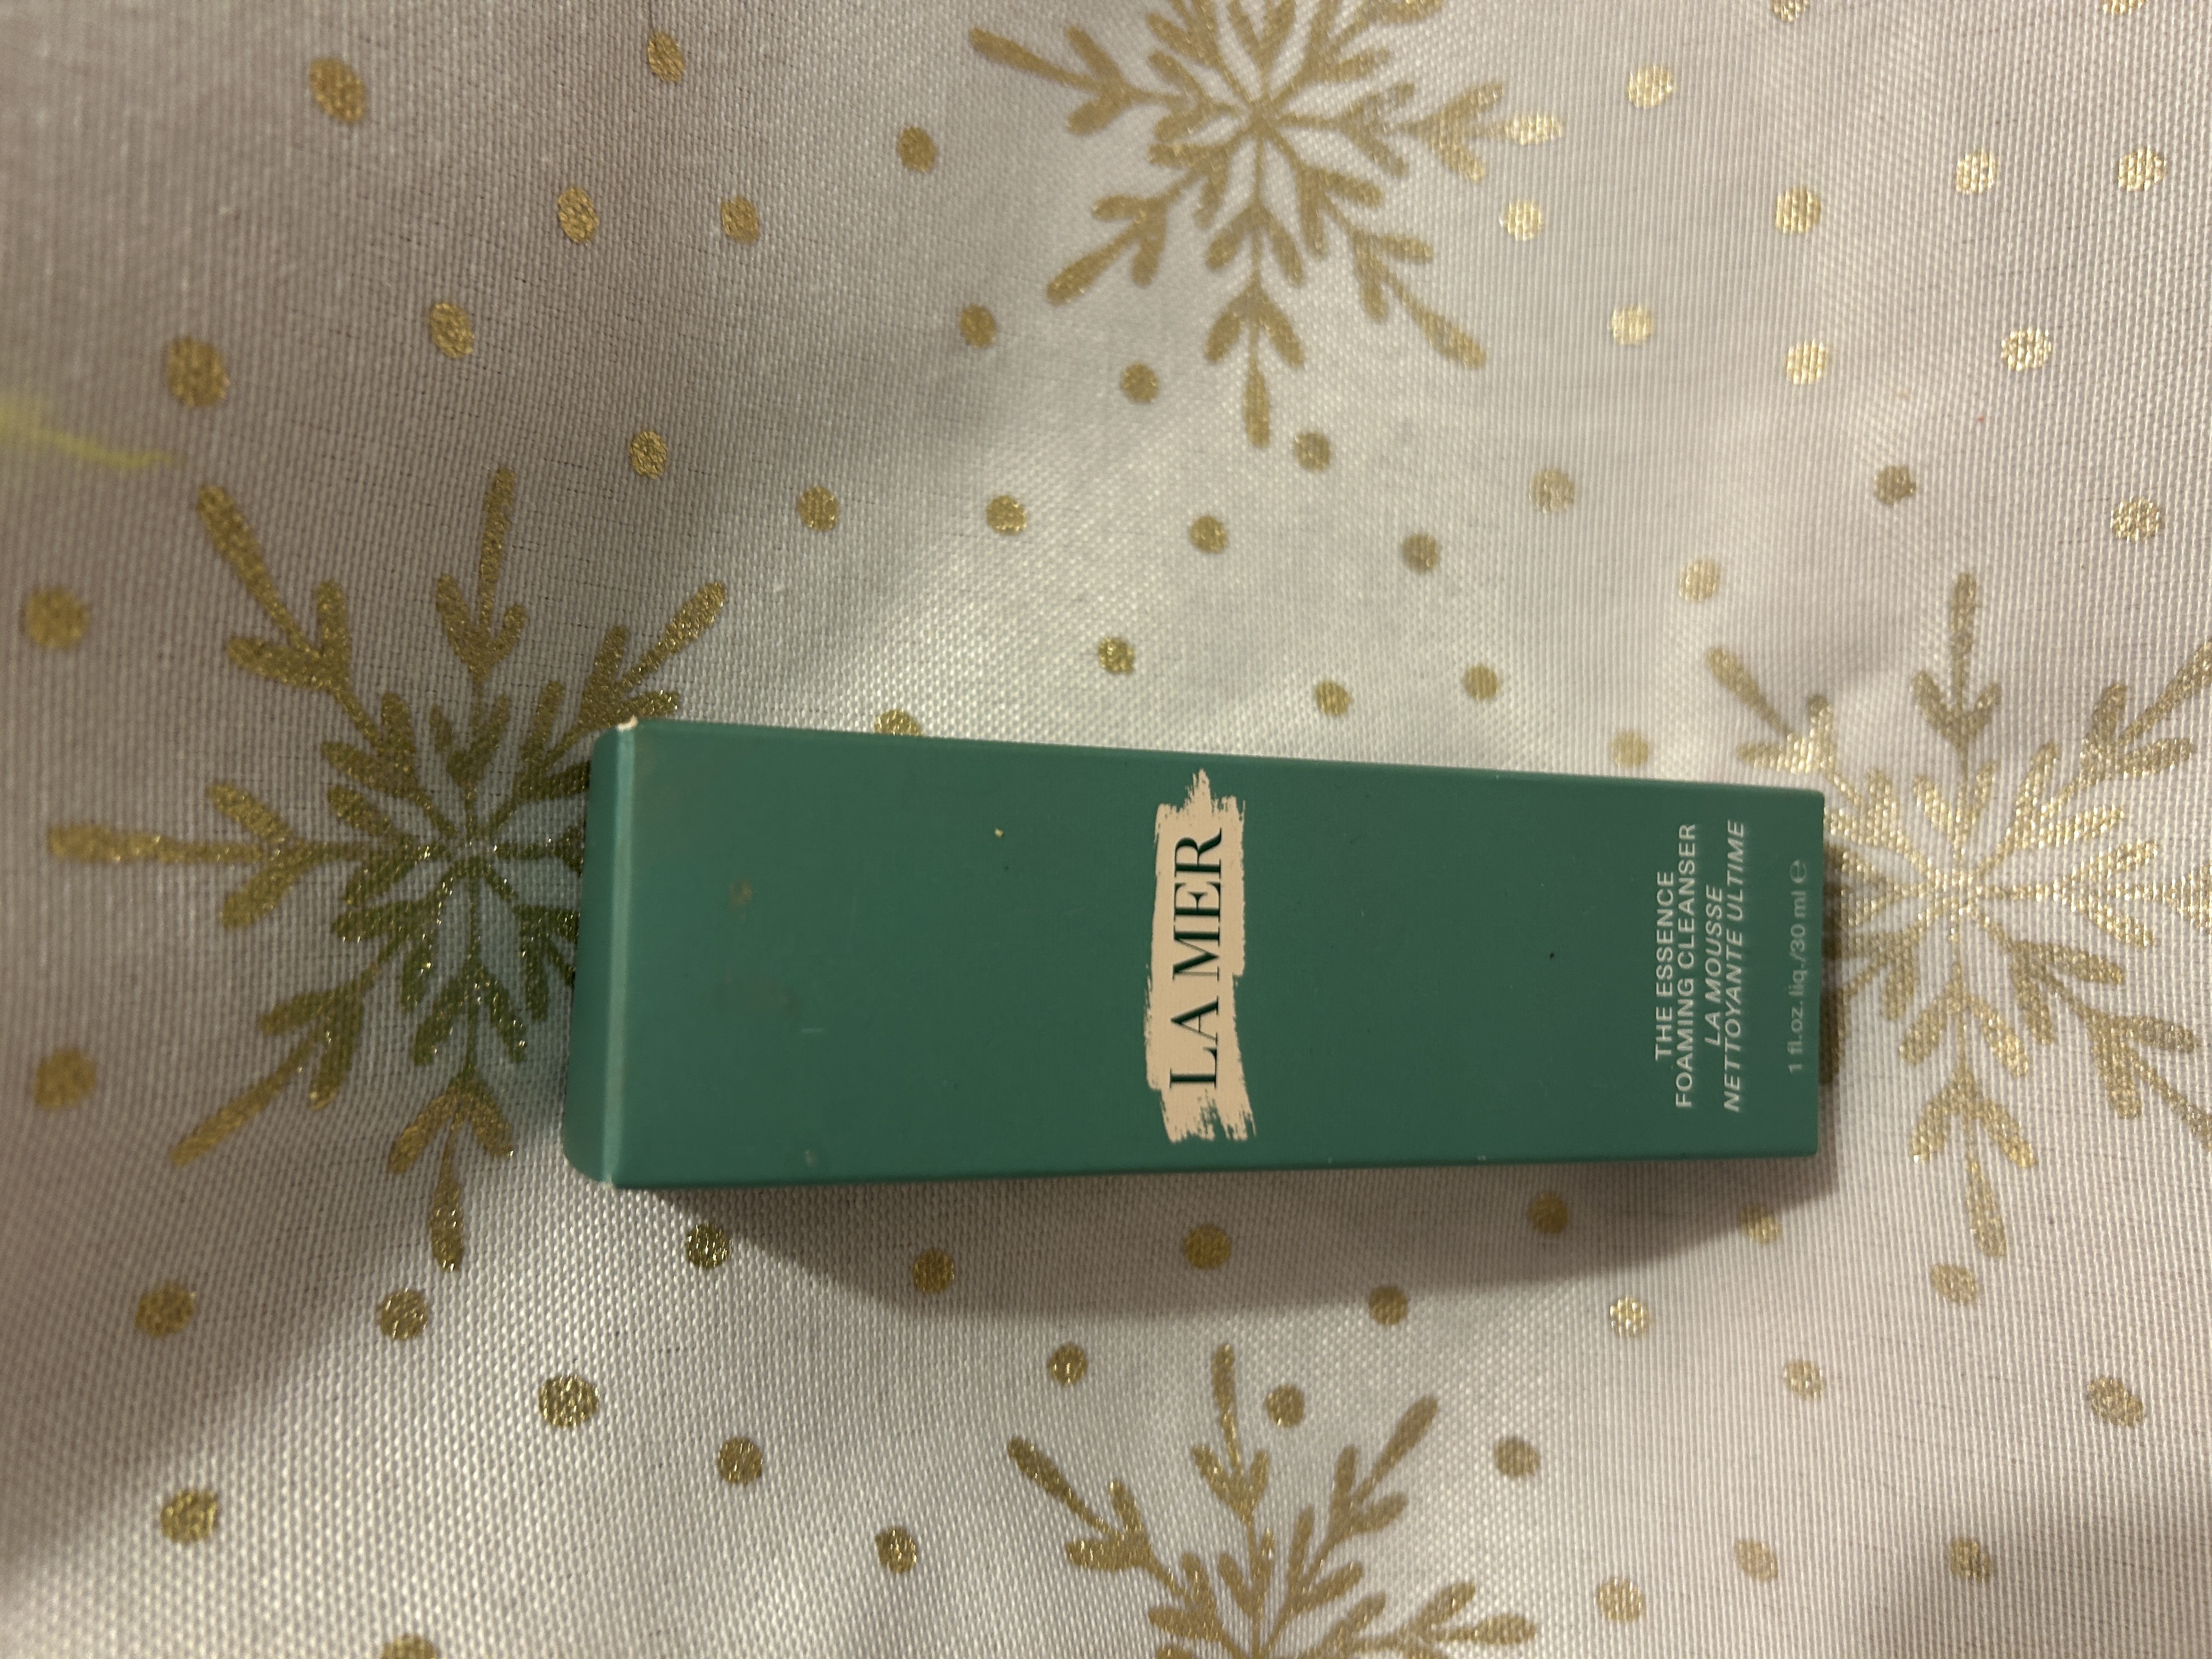 LA MER
THE ESSENCE
FOAMING CLEANSER
LA MOUSSE
NETTOYANTE ULTIME
1 fl.oz. liq./30 ml ℮